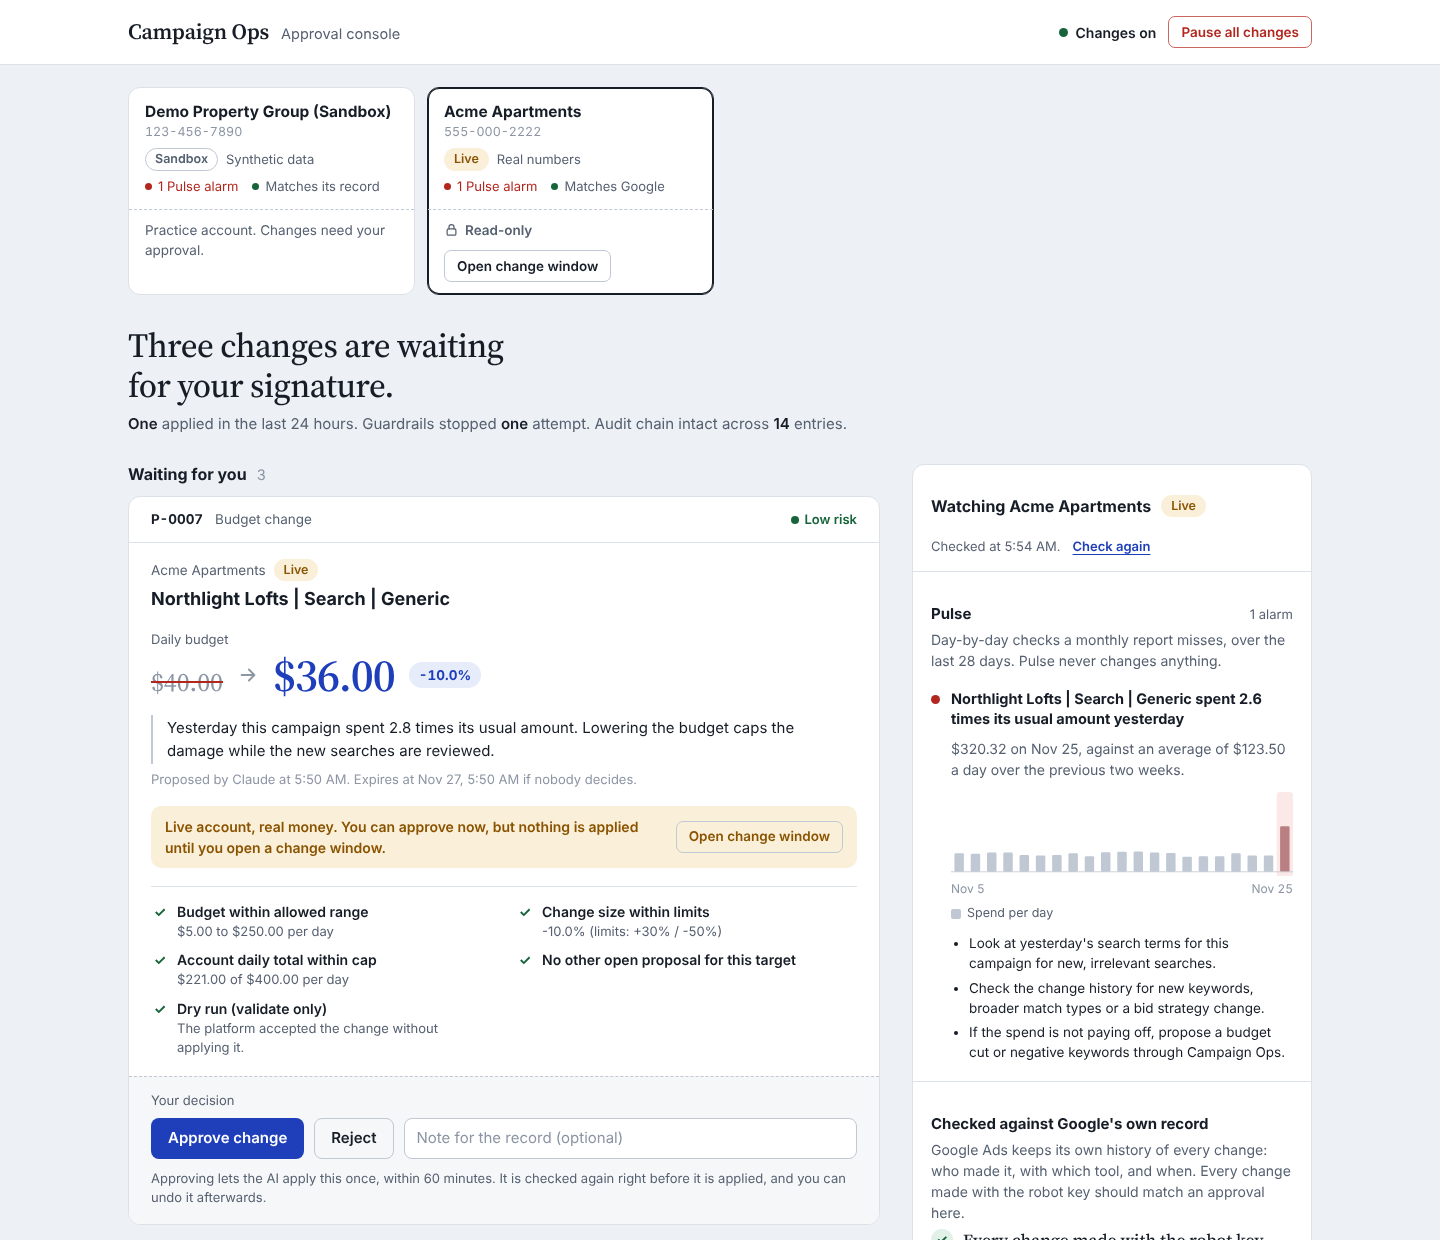 Campaign Ops Approval console
Changes on
Pause all changes
Demo Property Group (Sandbox)
123-456-7890
Sandbox Synthetic data
1 Pulse alarm Matches its record
Practice account. Changes need your
approval.
Acme Apartments
555-000-2222
Live Real numbers
1 Pulse alarm Matches Google
Read-only
Open change window
Three changes are waiting
for your signature.
One applied in the last 24 hours. Guardrails stopped one attempt. Audit chain intact across 14 entries.
Waiting for you 3
P-0007 Budget change
Low risk
Acme Apartments Live
Northlight Lofts | Search | Generic
Daily budget
$40.00 → $36.00 -10.0%
Yesterday this campaign spent 2.8 times its usual amount. Lowering the budget caps the
damage while the new searches are reviewed.
Proposed by Claude at 5:50 AM. Expires at Nov 27, 5:50 AM if nobody decides.
Live account, real money. You can approve now, but nothing is applied
until you open a change window.
Open change window
Budget within allowed range
$5.00 to $250.00 per day
Change size within limits
-10.0% (limits: +30% / -50%)
Account daily total within cap
$221.00 of $400.00 per day
No other open proposal for this target
Dry run (validate only)
The platform accepted the change without
applying it.
Your decision
Approve change
Reject
Note for the record (optional)
Approving lets the AI apply this once, within 60 minutes. It is checked again right before it is applied, and you can
undo it afterwards.
Watching Acme Apartments Live
Checked at 5:54 AM. Check again
Pulse 1 alarm
Day-by-day checks a monthly report misses, over the
last 28 days. Pulse never changes anything.
Northlight Lofts | Search | Generic spent 2.6
times its usual amount yesterday
$320.32 on Nov 25, against an average of $123.50
a day over the previous two weeks.
Nov 5 Nov 25
Spend per day
• Look at yesterday's search terms for this
campaign for new, irrelevant searches.
• Check the change history for new keywords,
broader match types or a bid strategy change.
• If the spend is not paying off, propose a budget
cut or negative keywords through Campaign Ops.
Checked against Google's own record
Google Ads keeps its own history of every change:
who made it, with which tool, and when. Every change
made with the robot key should match an approval
here.
Every change made with the robot key